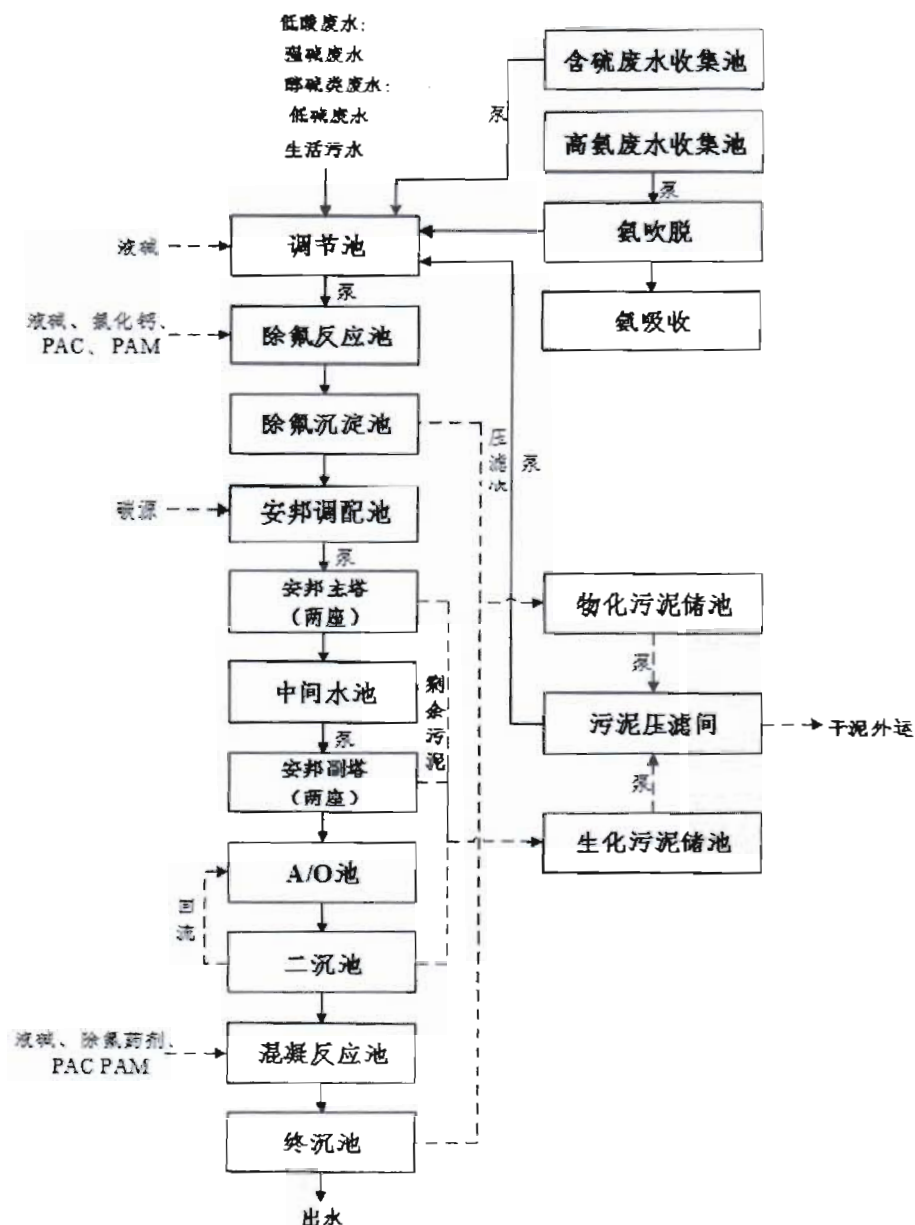 低酸废水:
强碱废水
醇碱类废水:
低碱废水
生活污水
含硫废水收集池
泵
高氨废水收集池
泵
氨吹脱
氨吸收
液碱
调节池
泵
液碱、氯化钙、
PAC、PAM
除氟反应池
除氟沉淀池
压滤液
泵
碳源
安邦调配池
泵
安邦主塔
(两座)
物化污泥储池
泵
中间水池
剩余污泥
污泥压滤间
干泥外运
泵
安邦副塔
(两座)
泵
生化污泥储池
A/O池
回流
二沉池
液碱、除氟药剂、
PAC PAM
混凝反应池
终沉池
出水